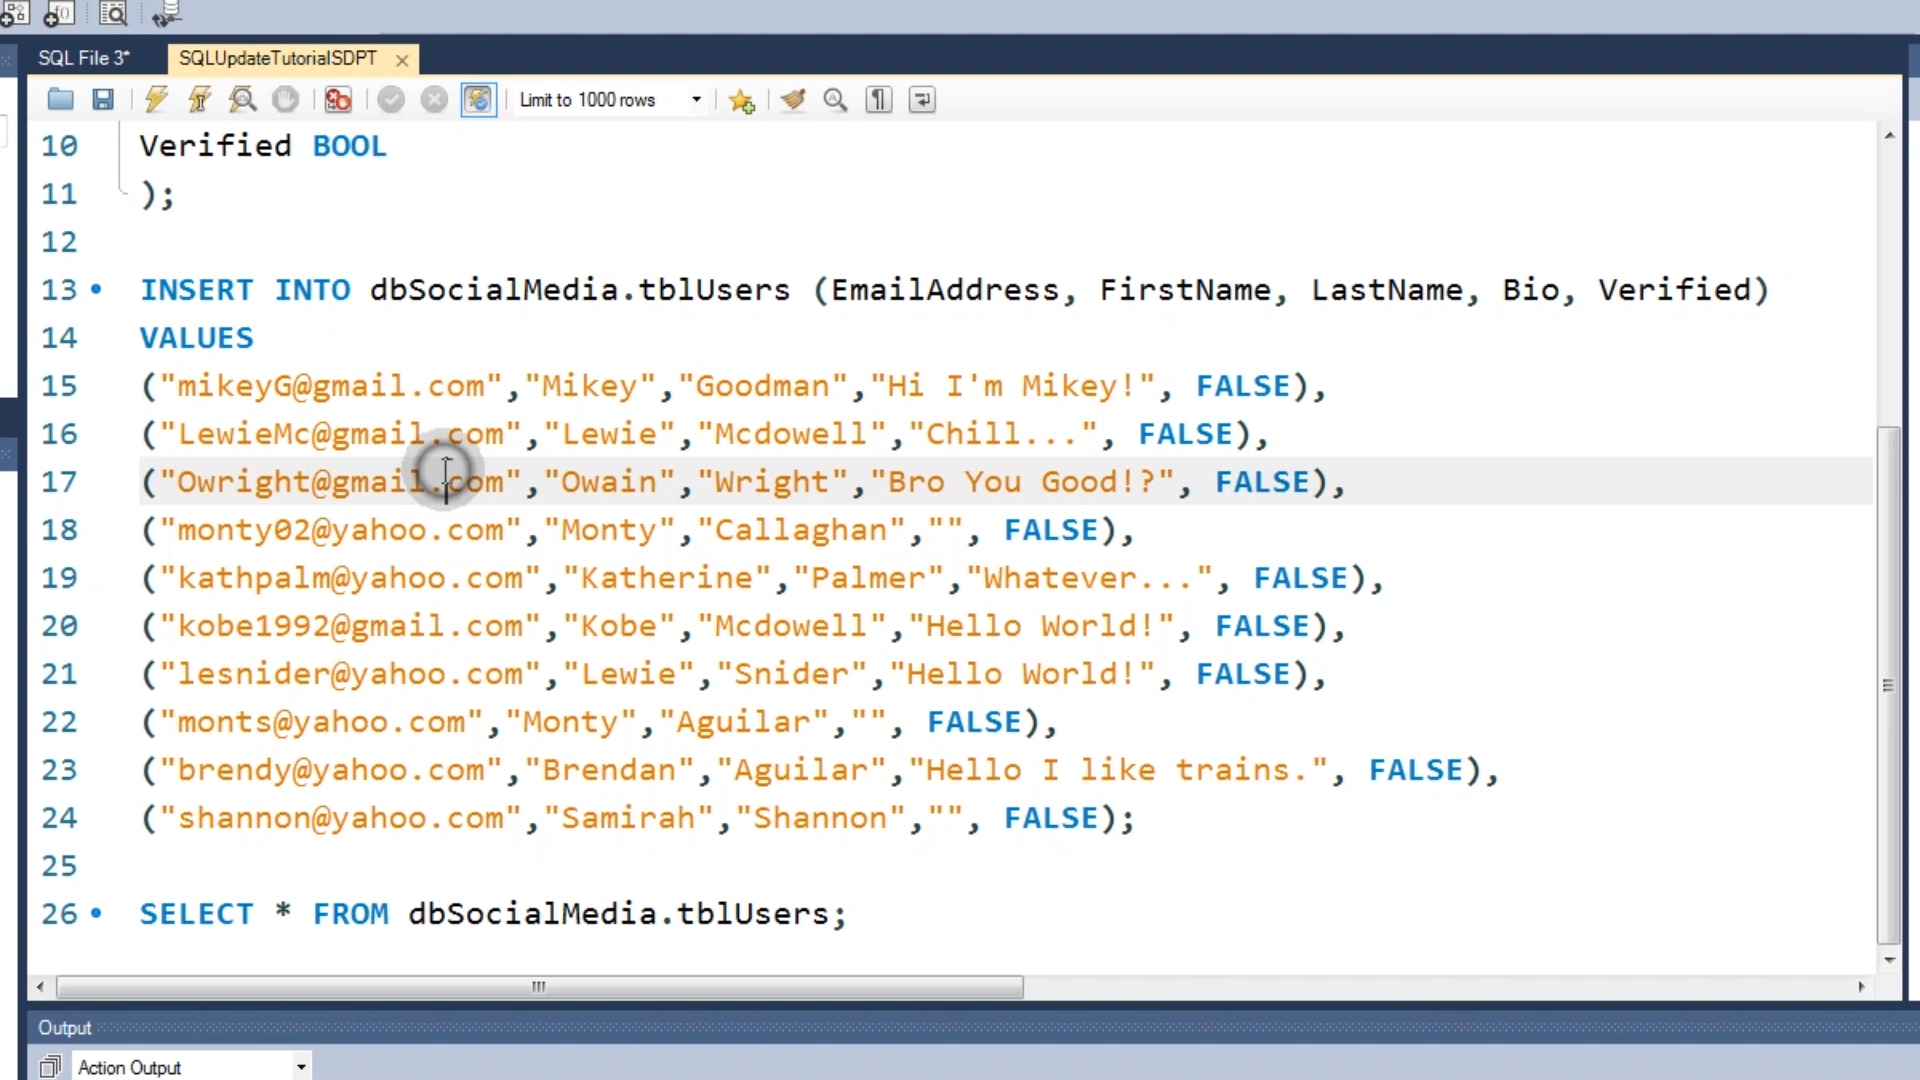 SQL File 3*
SQLUpdateTutorialSDPT
Limit to 1000 rows
10 Verified BOOL
11 );
12
13 INSERT INTO dbSocialMedia.tblUsers (EmailAddress, FirstName, LastName, Bio, Verified)
14 VALUES
15 ("mikeyG@gmail.com","Mikey","Goodman","Hi I'm Mikey!", FALSE),
16 ("LewieMc@gmail.com","Lewie","Mcdowell","Chill...", FALSE),
17 ("Owright@gmail.com","Owain","Wright","Bro You Good!?", FALSE),
18 ("monty02@yahoo.com","Monty","Callaghan","", FALSE),
19 ("kathpalm@yahoo.com","Katherine","Palmer","Whatever...", FALSE),
20 ("kobe1992@gmail.com","Kobe","Mcdowell","Hello World!", FALSE),
21 ("lesnider@yahoo.com","Lewie","Snider","Hello World!", FALSE),
22 ("monts@yahoo.com","Monty","Aguilar","", FALSE),
23 ("brendy@yahoo.com","Brendan","Aguilar","Hello I like trains.", FALSE),
24 ("shannon@yahoo.com","Samirah","Shannon","", FALSE);
25
26 SELECT * FROM dbSocialMedia.tblUsers;
Output
Action Output